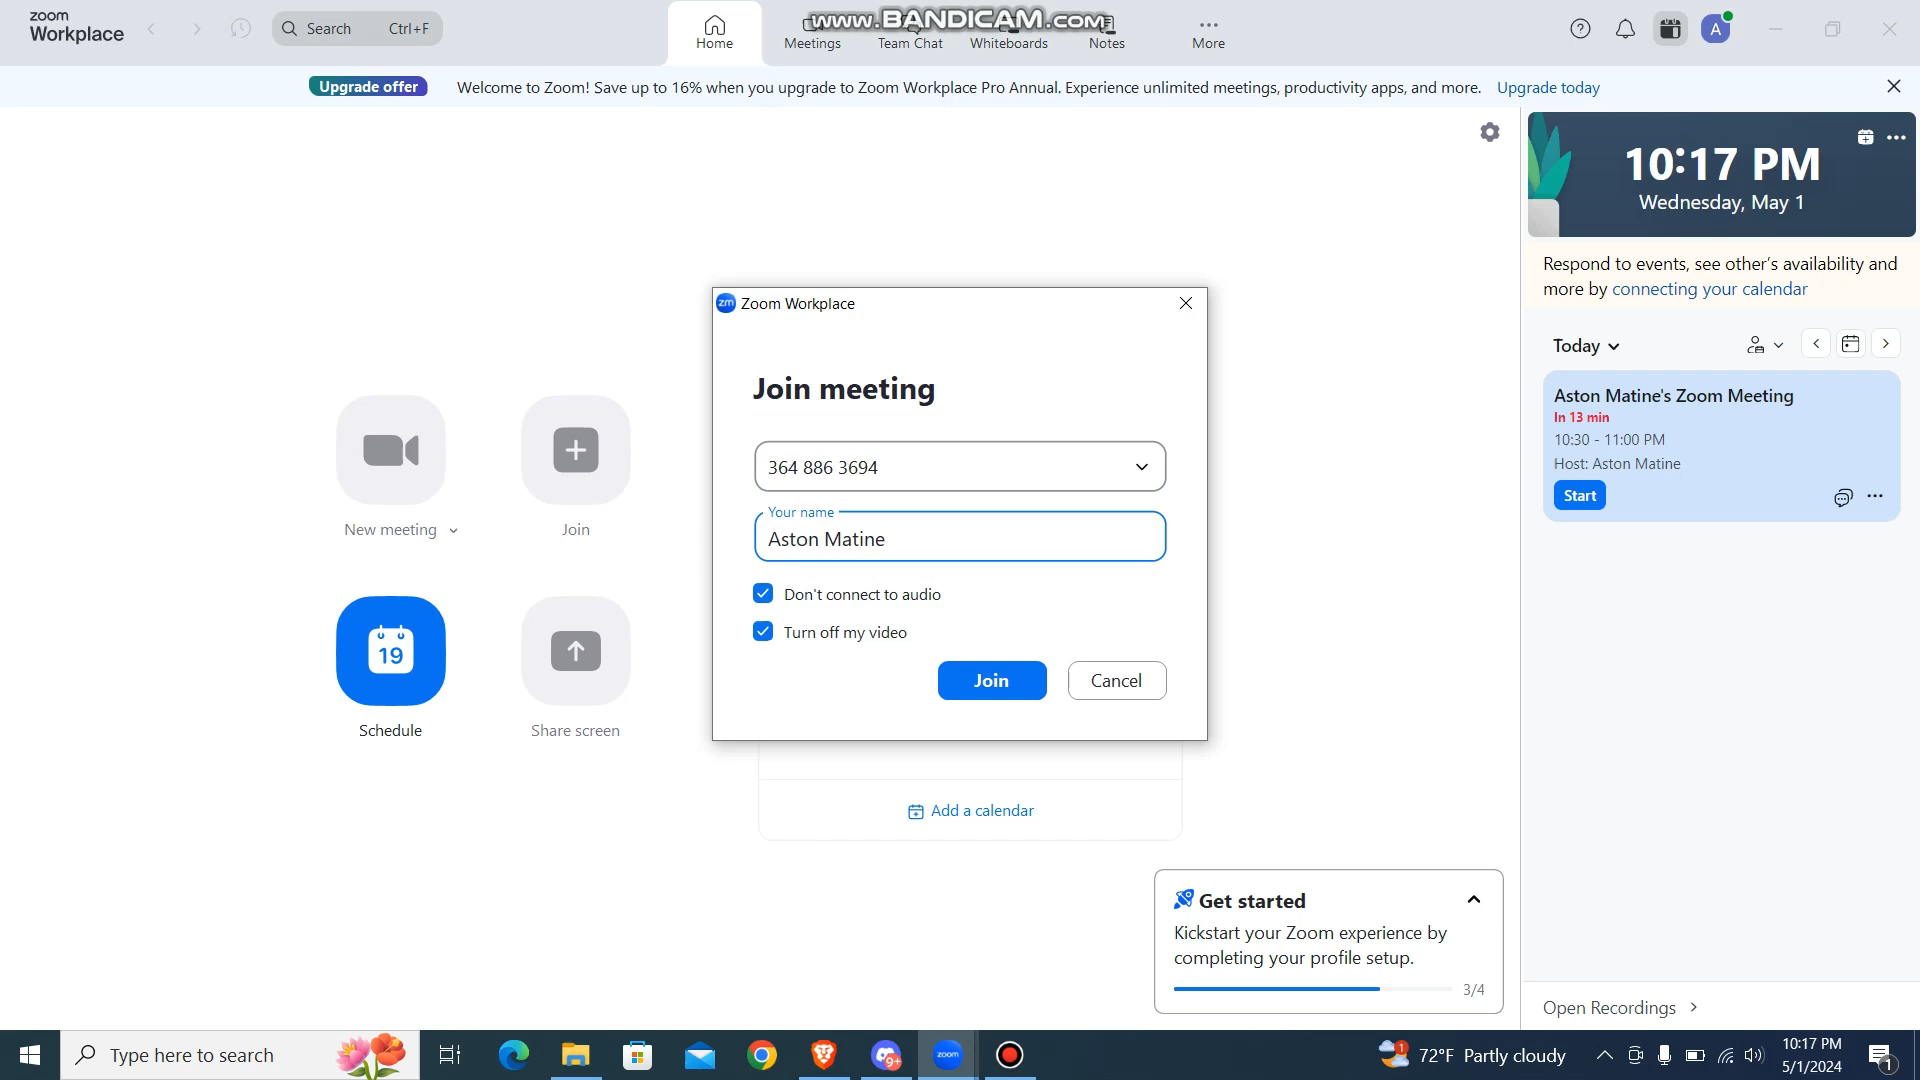 zoom
Workplace
Search Ctrl+F
Home
Meetings
Team Chat
Whiteboards
Notes
More
www.BANDICAM.com
A
Upgrade offer
Welcome to Zoom! Save up to 16% when you upgrade to Zoom Workplace Pro Annual. Experience unlimited meetings, productivity apps, and more. Upgrade today
10:17 PM
Wednesday, May 1
Respond to events, see other's availability and
more by connecting your calendar
Today
Aston Matine's Zoom Meeting
In 13 min
10:30 - 11:00 PM
Host: Aston Matine
Start
New meeting
Join
19
Schedule
Share screen
zm Zoom Workplace
Join meeting
364 886 3694
Your name
Aston Matine
Don't connect to audio
Turn off my video
Join
Cancel
Add a calendar
Get started
Kickstart your Zoom experience by
completing your profile setup.
3/4
Open Recordings
Type here to search
9+
zoom
1
72°F Partly cloudy
10:17 PM
5/1/2024
1